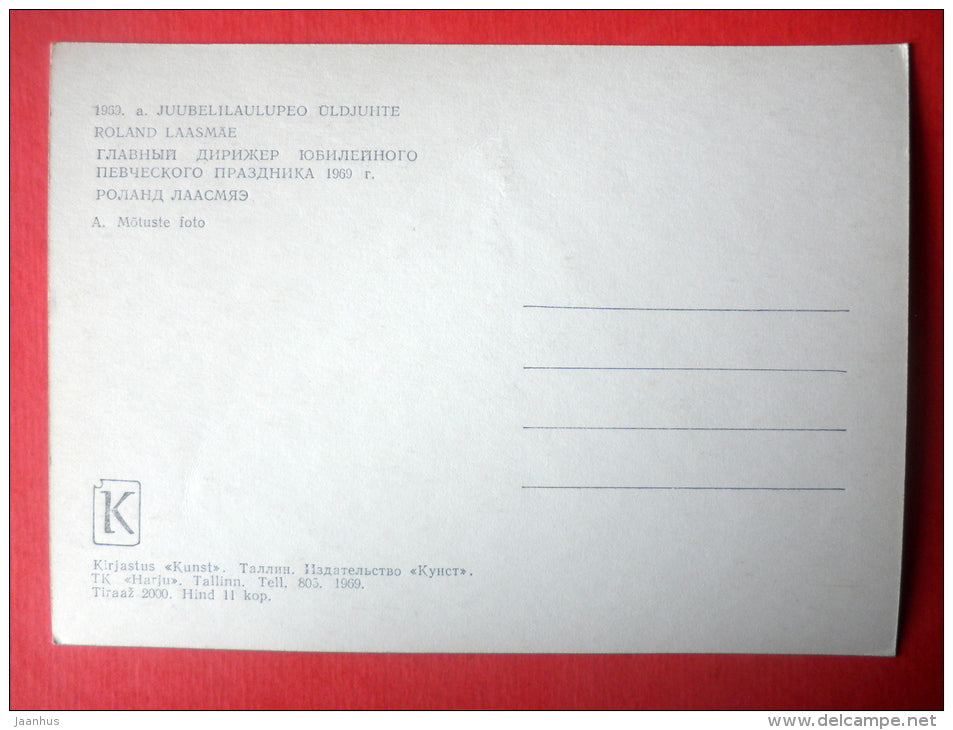 1969. a. JUUBELILAULUPEO ÜLDJUHTE
ROLAND LAASMÄE
ГЛАВНЫЙ ДИРИЖЕР ЮБИЛЕЙНОГО
ПЕВЧЕСКОГО ПРАЗДНИКА 1969 г.
РОЛАНД ЛААСМЯЭ
A. Mõtuste foto
K
Kirjastus «Kunst». Таллин. Издательство «Кунст».
TK «Harju». Tallinn. Tell. 805. 1969.
Tiraaž 2000. Hind 11 kop.
jaanhus
www.delcampe.net